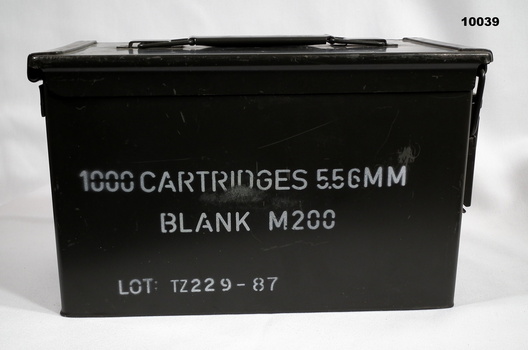 10039
1000 CARTRIDGES 5.56MM
BLANK M200
LOT: TZ229-87